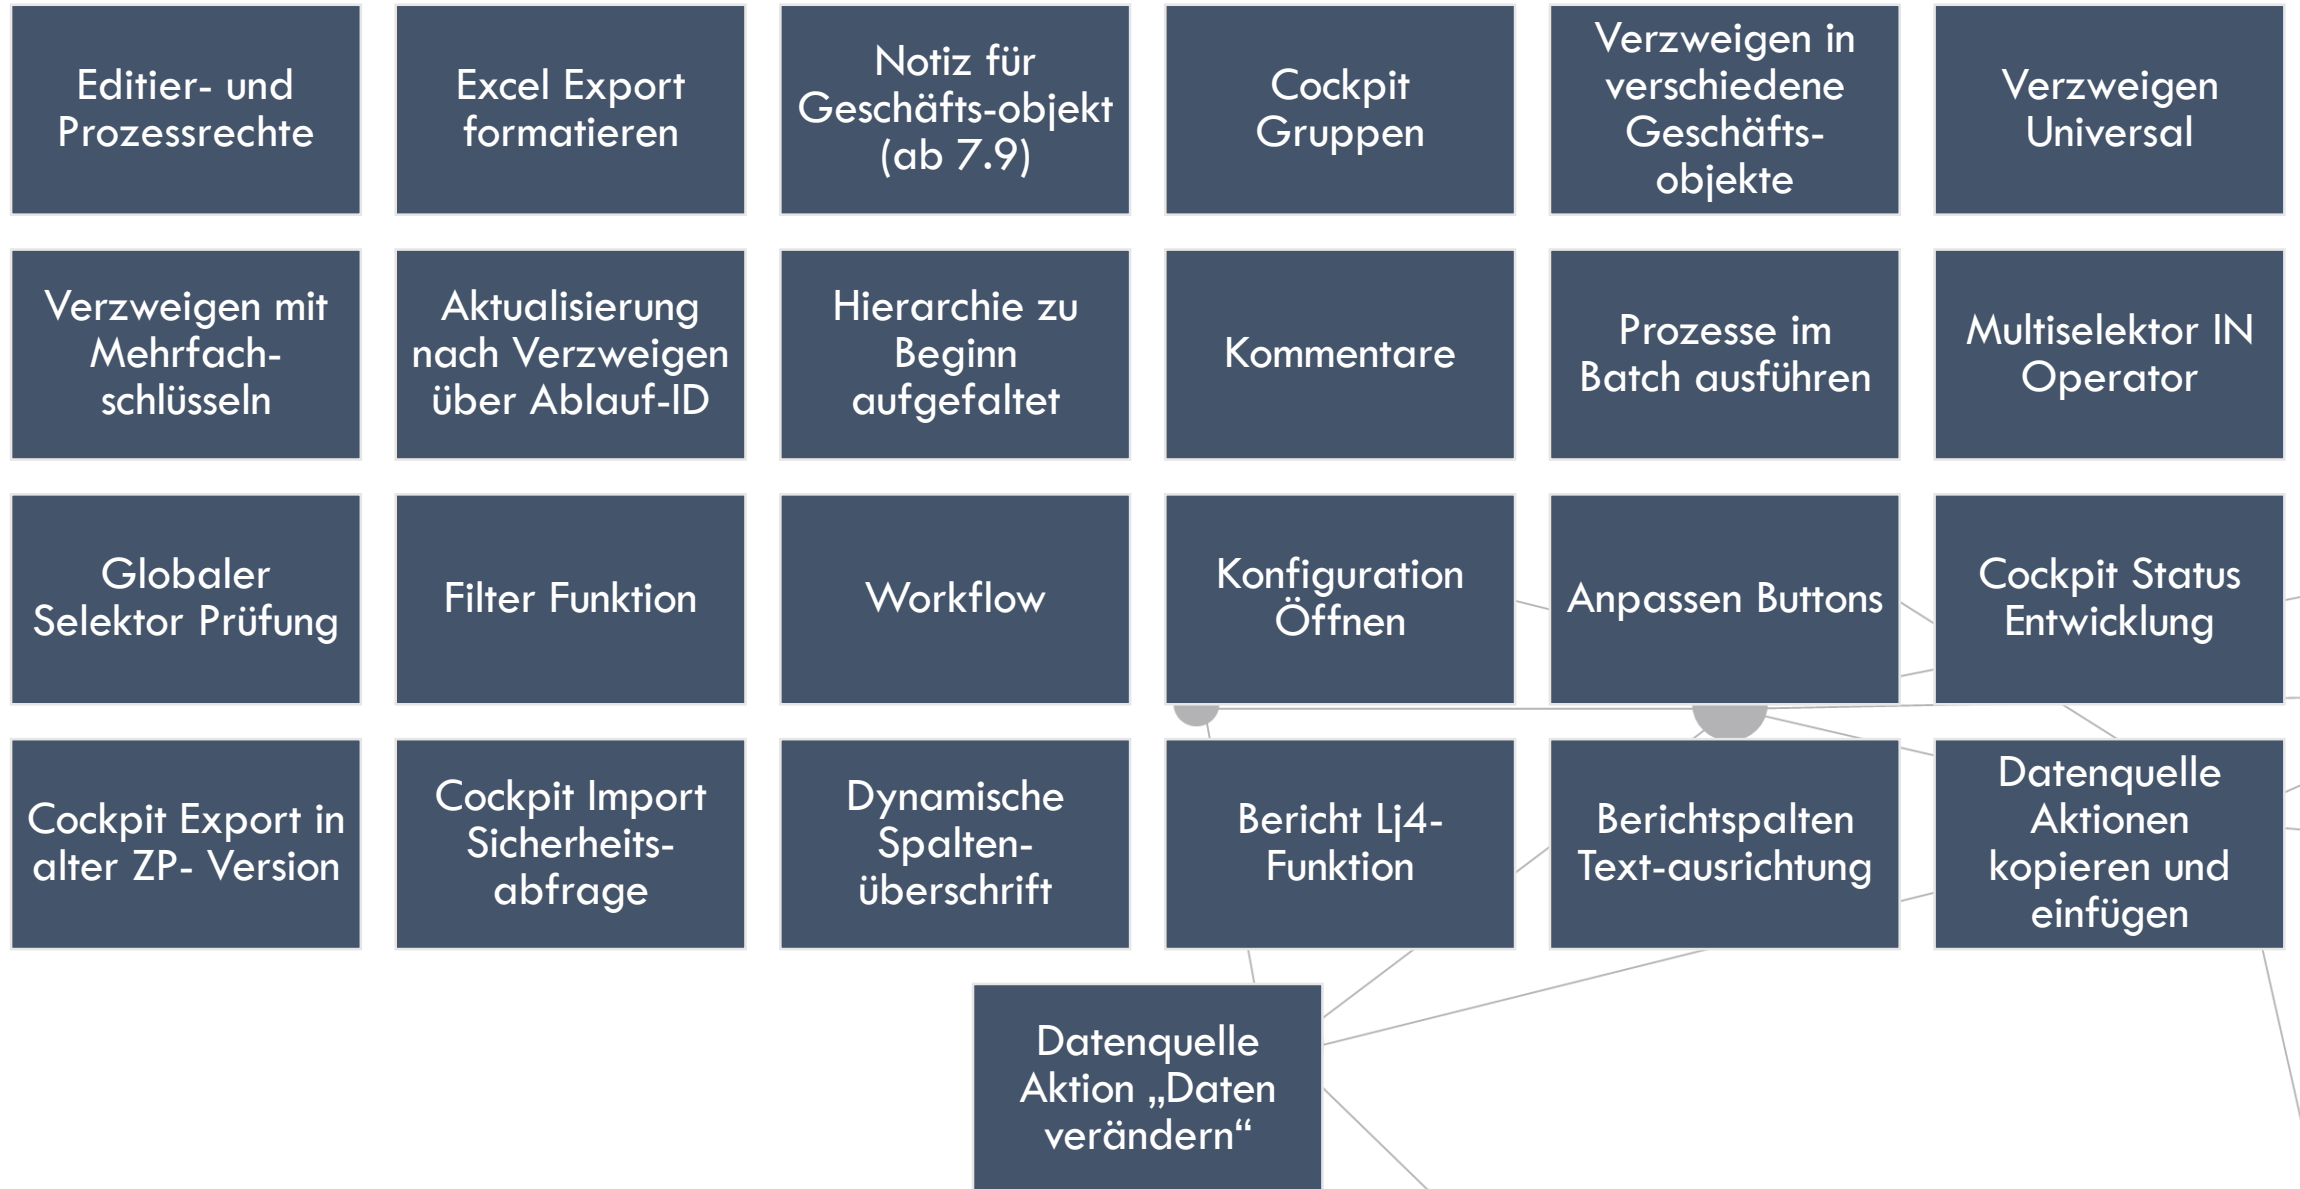 Editier- und
Prozessrechte
Excel Export
formatieren
Notiz für
Geschäfts-objekt
(ab 7.9)
Cockpit
Gruppen
Verzweigen in
verschiedene
Geschäfts-
objekte
Verzweigen
Universal
Verzweigen mit
Mehrfach-
schlüsseln
Aktualisierung
nach Verzweigen
über Ablauf-ID
Hierarchie zu
Beginn
aufgefaltet
Kommentare
Prozesse im
Batch ausführen
Multiselektor IN
Operator
Globaler
Selektor Prüfung
Filter Funktion
Workflow
Konfiguration
Öffnen
Anpassen Buttons
Cockpit Status
Entwicklung
Cockpit Export in
alter ZP- Version
Cockpit Import
Sicherheits-
abfrage
Dynamische
Spalten-
überschrift
Bericht Lj4-
Funktion
Berichtspalten
Text-ausrichtung
Datenquelle
Aktionen
kopieren und
einfügen
Datenquelle
Aktion „Daten
verändern“